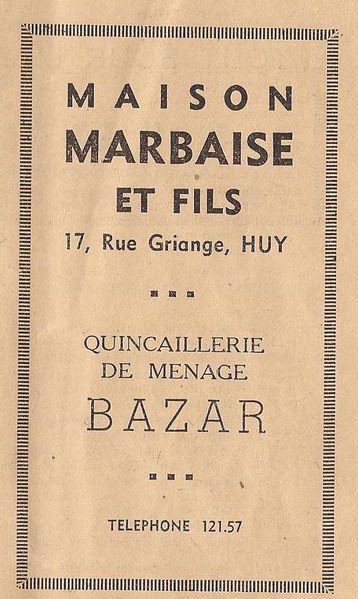 MAISON
MARBAISE
ET FILS
17, Rue Griange, HUY
QUINCAILLERIE
DE MENAGE
BAZAR
TELEPHONE 121.57